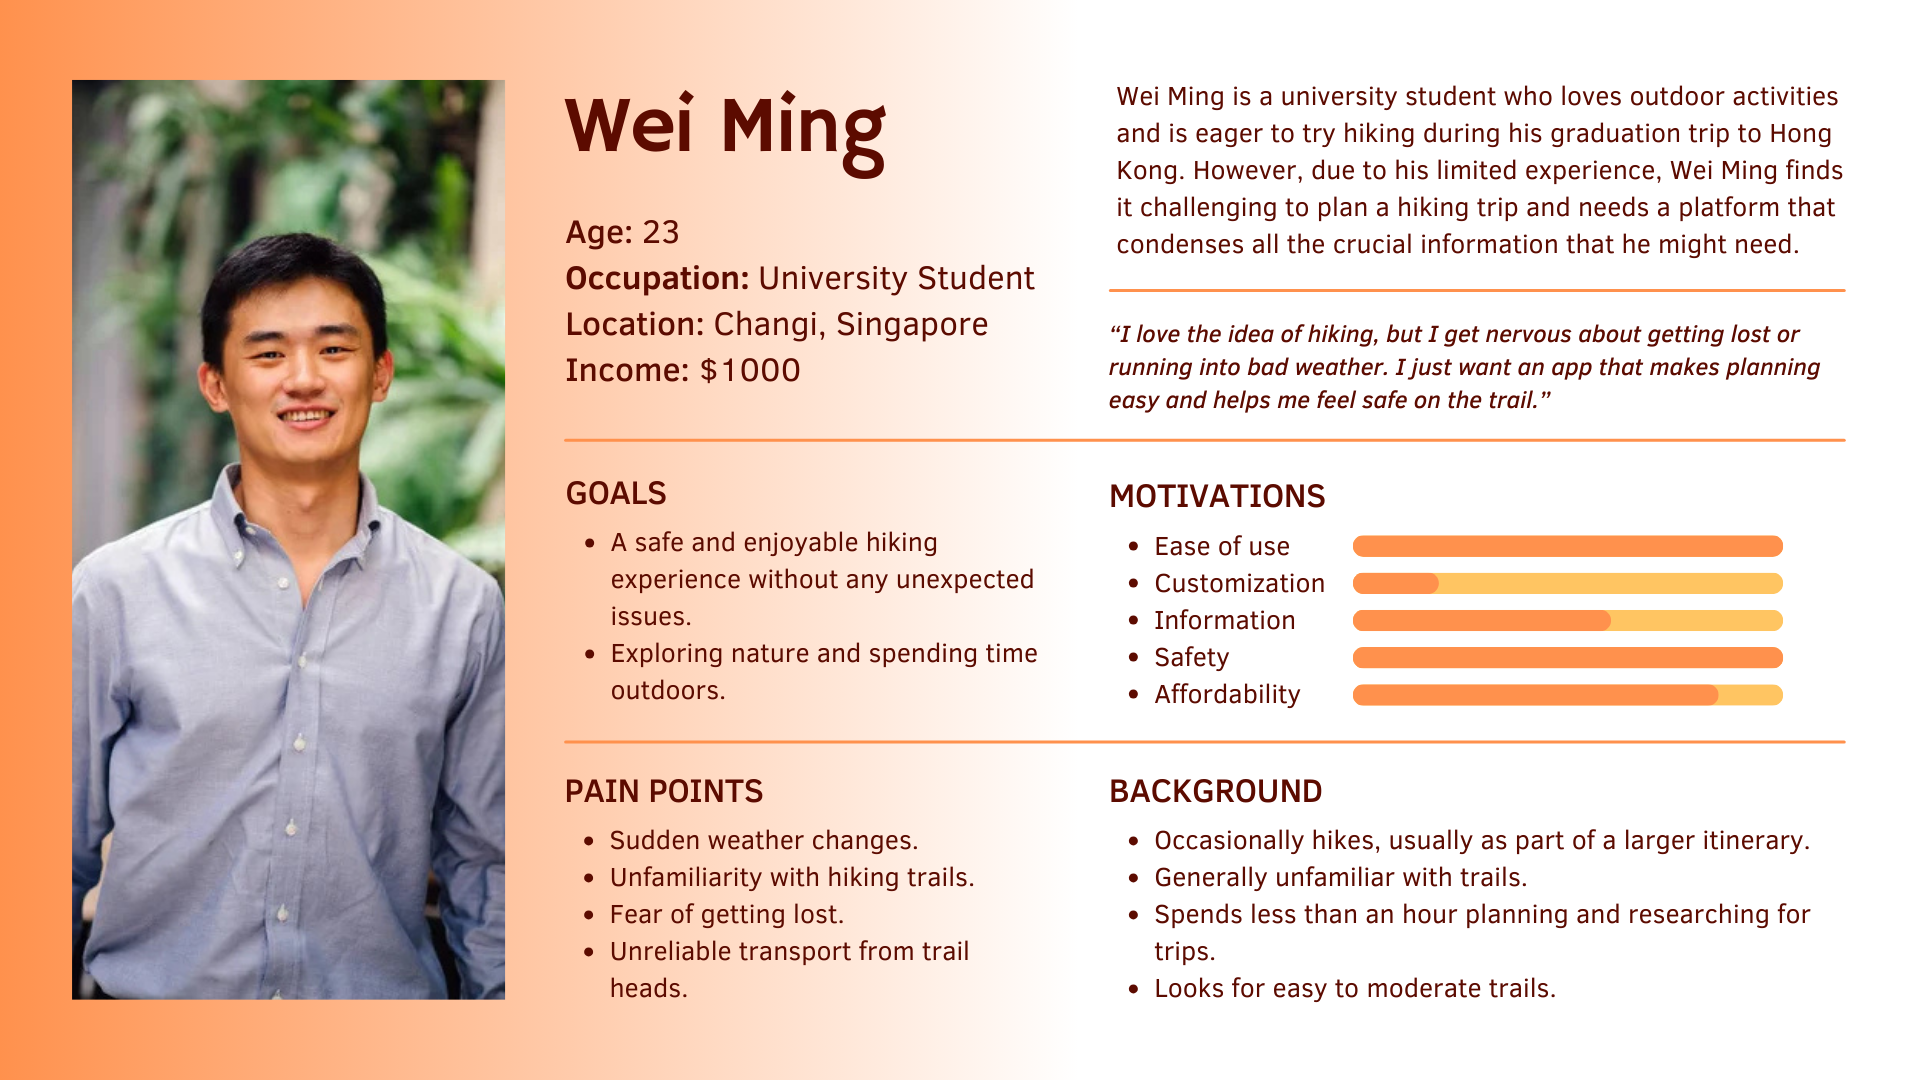 Wei Ming
Age: 23
Occupation: University Student
Location: Changi, Singapore
Income: $1000
Wei Ming is a university student who loves outdoor activities
and is eager to try hiking during his graduation trip to Hong
Kong. However, due to his limited experience, Wei Ming finds
it challenging to plan a hiking trip and needs a platform that
condenses all the crucial information that he might need.
“I love the idea of hiking, but I get nervous about getting lost or
running into bad weather. I just want an app that makes planning
easy and helps me feel safe on the trail.”
GOALS
• A safe and enjoyable hiking
experience without any unexpected
issues.
• Exploring nature and spending time
outdoors.
MOTIVATIONS
• Ease of use
• Customization
• Information
• Safety
• Affordability
PAIN POINTS
• Sudden weather changes.
• Unfamiliarity with hiking trails.
• Fear of getting lost.
• Unreliable transport from trail
heads.
BACKGROUND
• Occasionally hikes, usually as part of a larger itinerary.
• Generally unfamiliar with trails.
• Spends less than an hour planning and researching for
trips.
• Looks for easy to moderate trails.